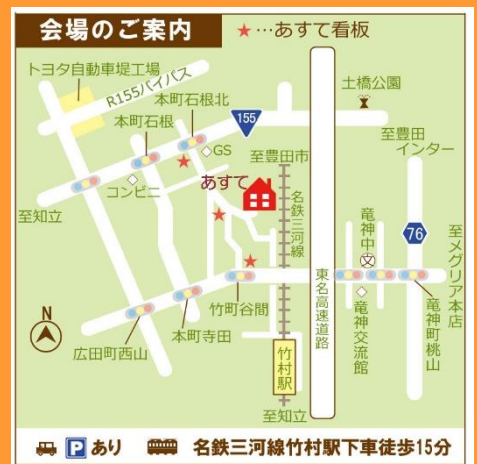 会場のご案内
★…あすて看板
トヨタ自動車堤工場
R155バイパス
本町石根北
本町石根
155
土橋公園
GS
至豊田市
至豊田
インター
あすて
コンビニ
名鉄三河線
至知立
竜神中
76
至メグリア本店
N
竹町谷間
東名高速道路
本町寺田
竜神交流館
竜神町桃山
広田町西山
竹村駅
至知立
Pあり 名鉄三河線竹村駅下車徒歩15分